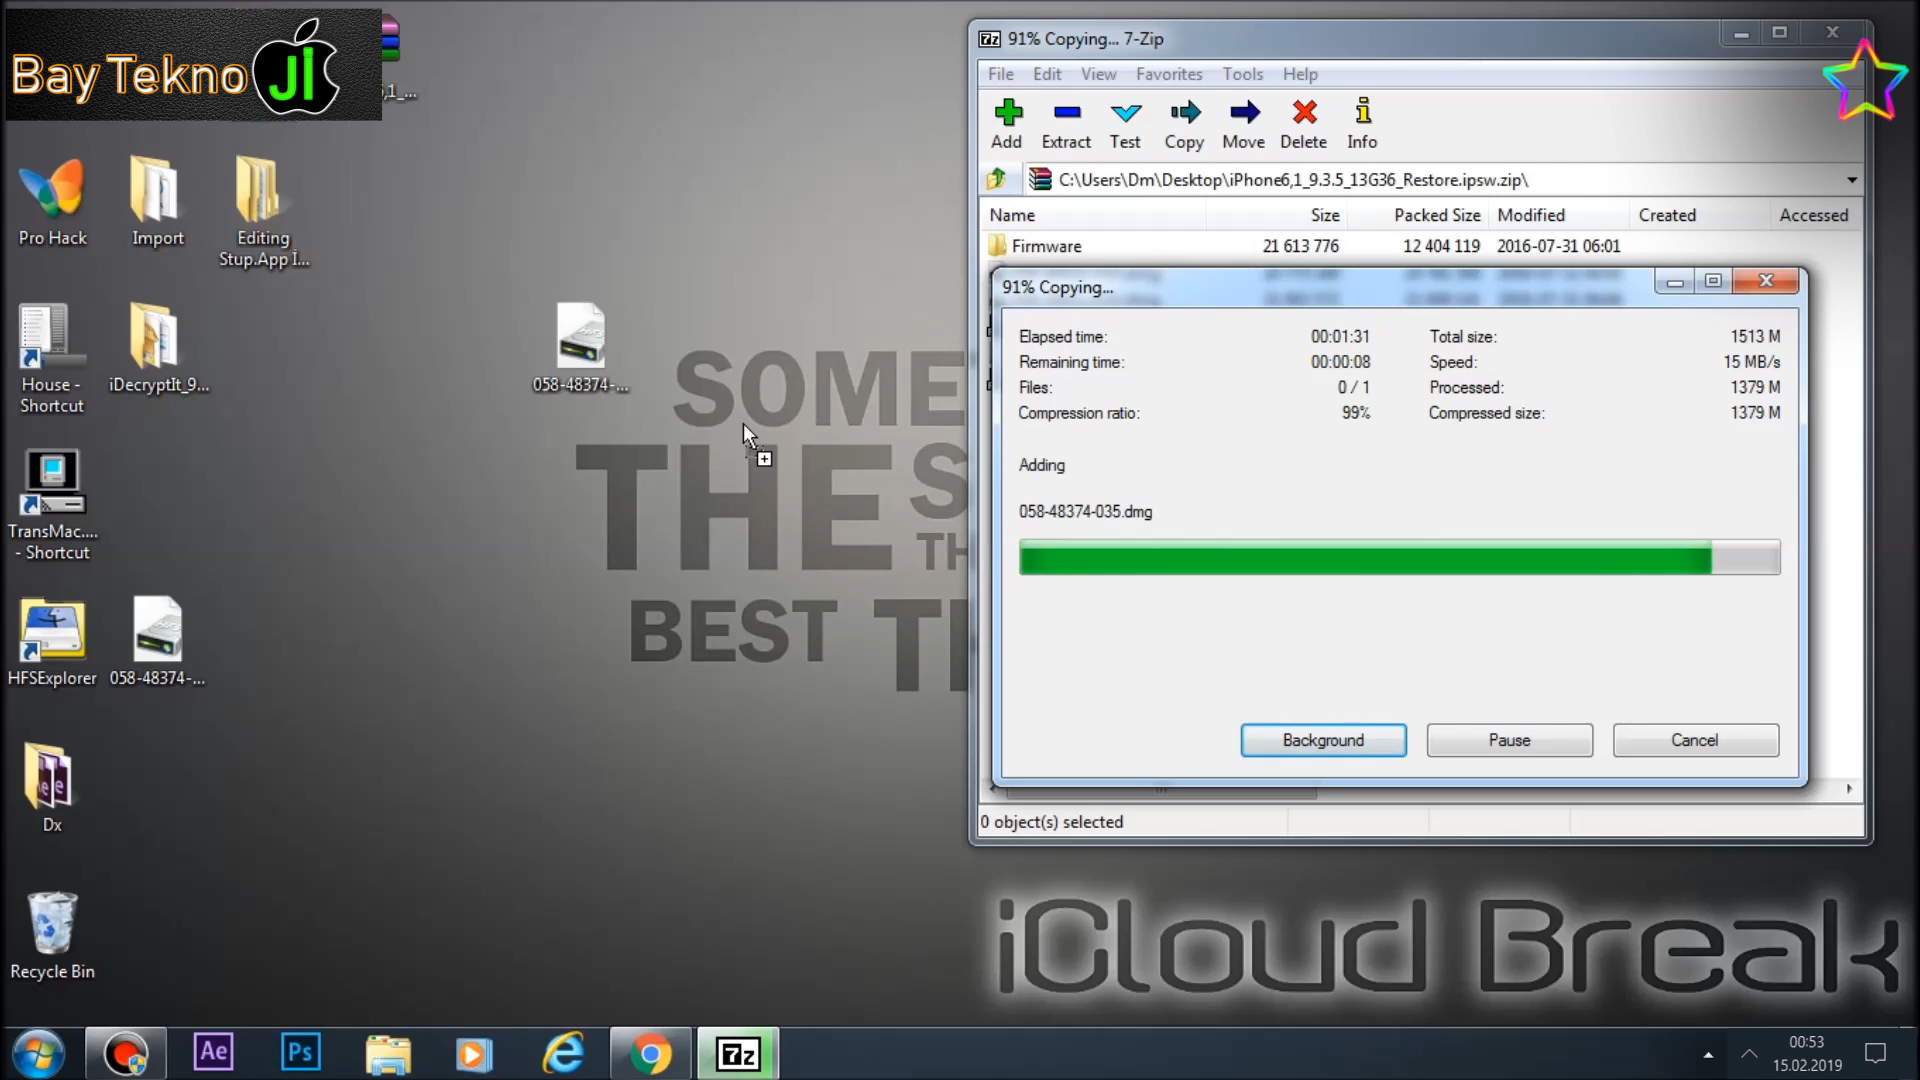 Bay Tekno Ji
Pro Hack
Import
Editing
Stup.App İ...
House -
Shortcut
iDecryptIt_9...
TransMac....
- Shortcut
HFSExplorer
058-48374-...
Dx
Recycle Bin
058-48374-...
SOME
THE S
BEST
91% Copying... 7-Zip
File Edit View Favorites Tools Help
Add Extract Test Copy Move Delete Info
C:\Users\Dm\Desktop\iPhone6,1_9.3.5_13G36_Restore.ipsw.zip\
Name Size Packed Size Modified Created Accessed
Firmware 21 613 776 12 404 119 2016-07-31 06:01
91% Copying...
Elapsed time: 00:01:31 Total size: 1513 M
Remaining time: 00:00:08 Speed: 15 MB/s
Files: 0 / 1 Processed: 1379 M
Compression ratio: 99% Compressed size: 1379 M
Adding
058-48374-035.dmg
Background Pause Cancel
0 object(s) selected
iCloud Break
Ae Ps 7z
00:53
15.02.2019